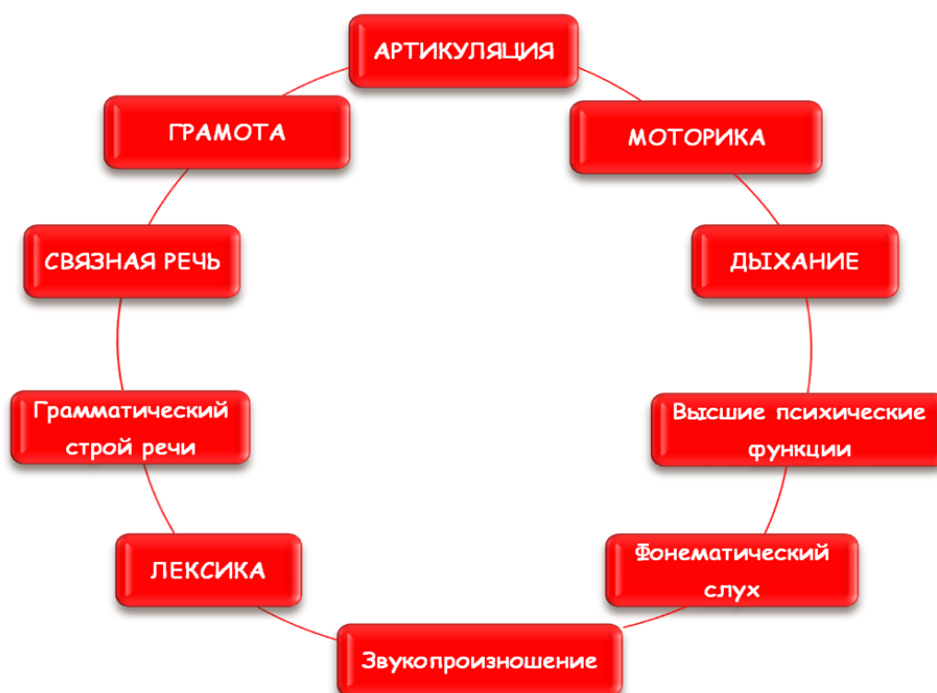 АРТИКУЛЯЦИЯ
МОТОРИКА
ДЫХАНИЕ
Высшие психические
функции
Фонематический
слух
Звукопроизношение
ЛЕКСИКА
Грамматический
строй речи
СВЯЗНАЯ РЕЧЬ
ГРАМОТА